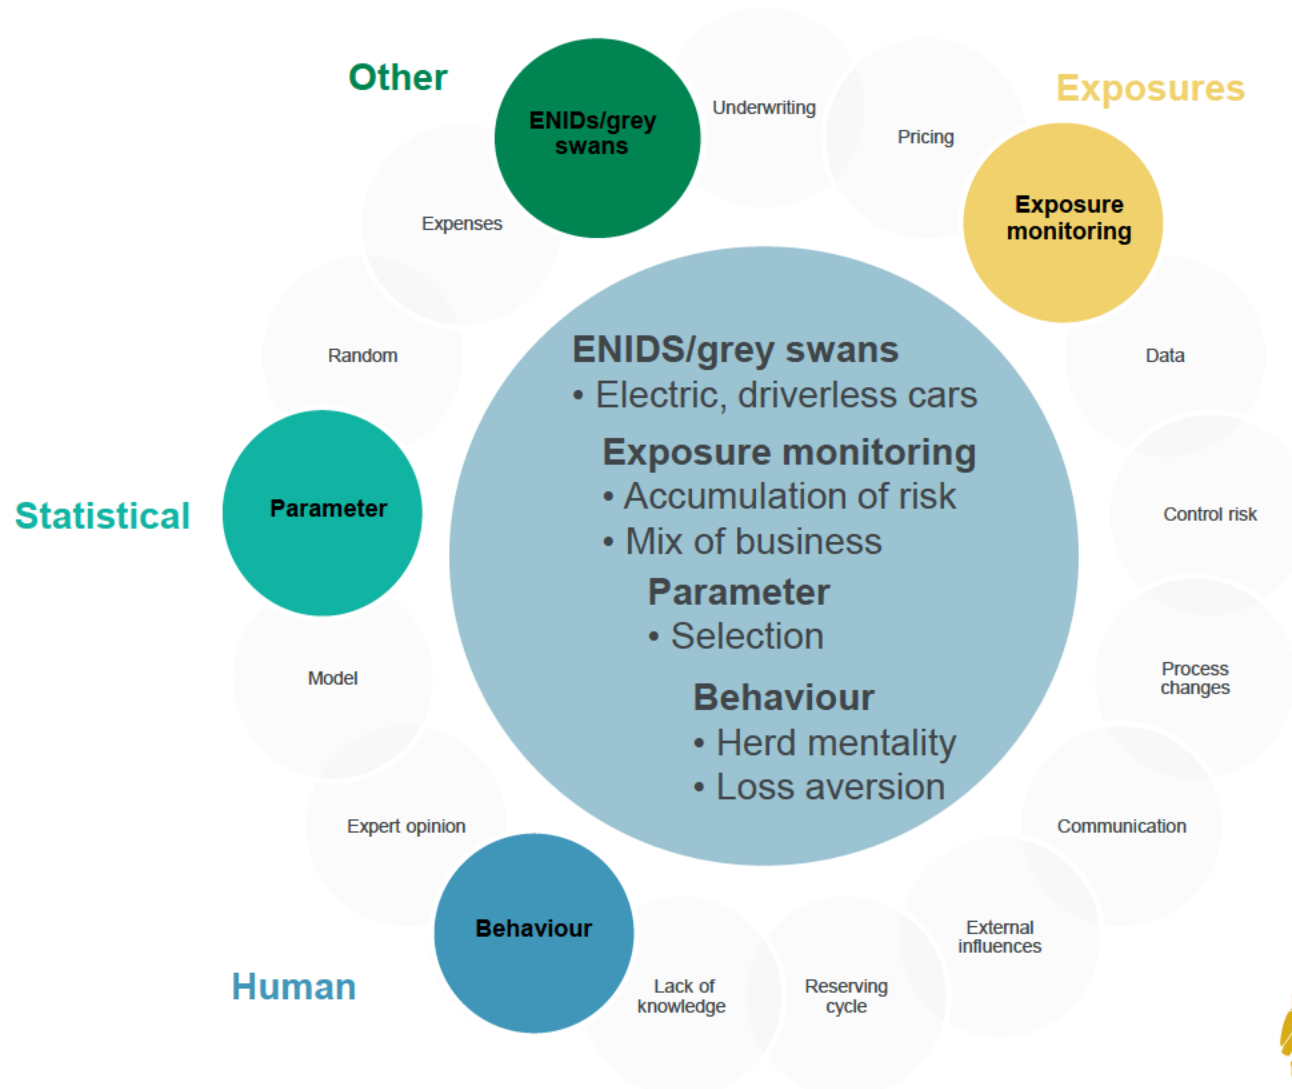 Other
Exposures
ENIDs/grey
swans
Underwriting
Pricing
Exposure
monitoring
Data
Control risk
Process
changes
Communication
External
influences
Reserving
cycle
Lack of
knowledge
Human
Behaviour
Expert opinion
Model
Statistical
Parameter
Random
Expenses
ENIDS/grey swans
• Electric, driverless cars
Exposure monitoring
• Accumulation of risk
• Mix of business
Parameter
• Selection
Behaviour
• Herd mentality
• Loss aversion